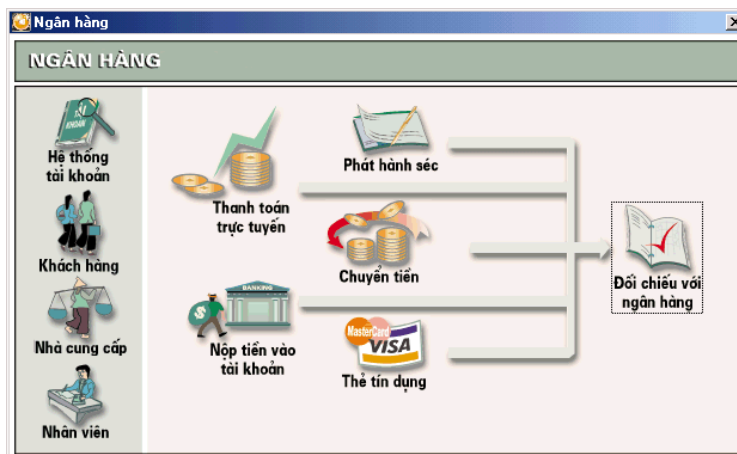 Ngân hàng
NGÂN HÀNG
TÀI
KHOẢN
Hệ thống
tài khoản
Khách hàng
Nhà cung cấp
Nhân viên
Thanh toán
trực tuyến
Phát hành séc
Chuyển tiền
BANKING
$
Nộp tiền vào
tài khoản
MasterCard
VISA
Thẻ tín dụng
Đối chiếu với
ngân hàng